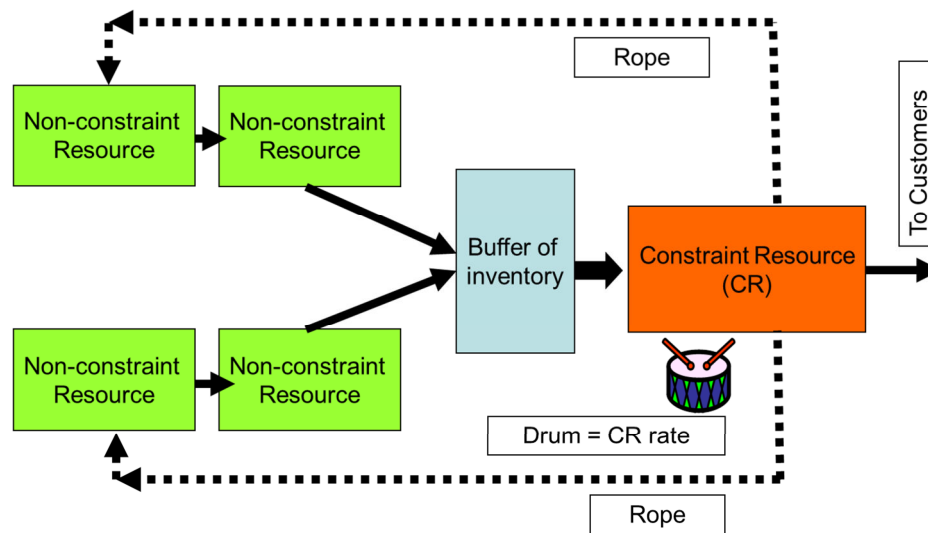 Rope
Non-constraint
Resource
Non-constraint
Resource
To Customers
Buffer of
inventory
Constraint Resource
(CR)
Non-constraint
Resource
Non-constraint
Resource
Drum = CR rate
Rope